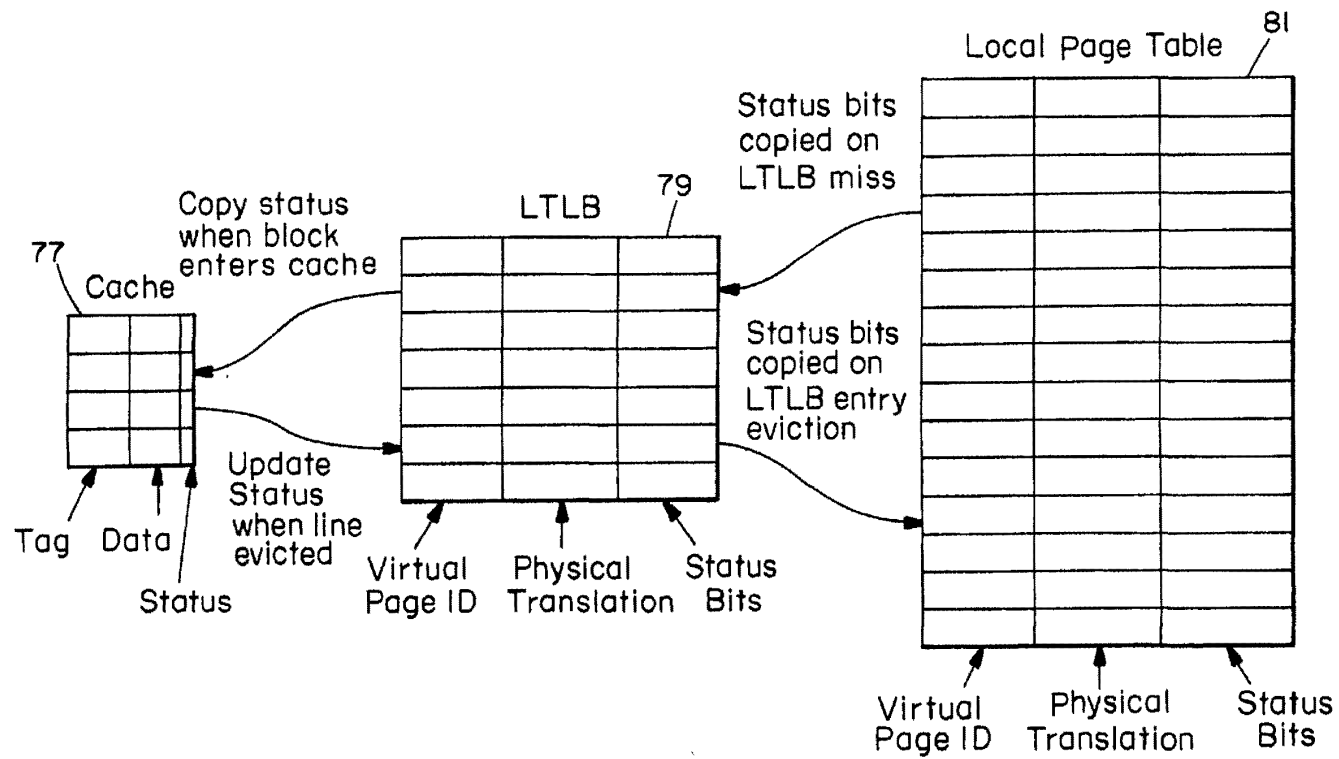 81
Local Page Table
Status bits
copied on
LTLB miss
79
LTLB
Copy status
when block
enters cache
77
Cache
Status bits
copied on
LTLB entry
eviction
Update
Status
when line
evicted
Tag Data
Status
Virtual
Page ID
Physical
Translation
Status
Bits
Virtual
Page ID
Physical
Translation
Status
Bits